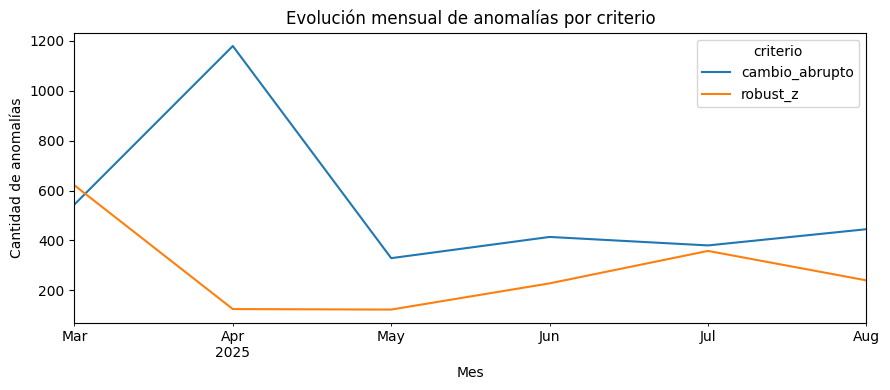 Evolución mensual de anomalías por criterio
criterio
cambio_abrupto
robust_z
Cantidad de anomalías
1200
1000
800
600
400
200
Mar
Apr
2025
May
Jun
Jul
Aug
Mes